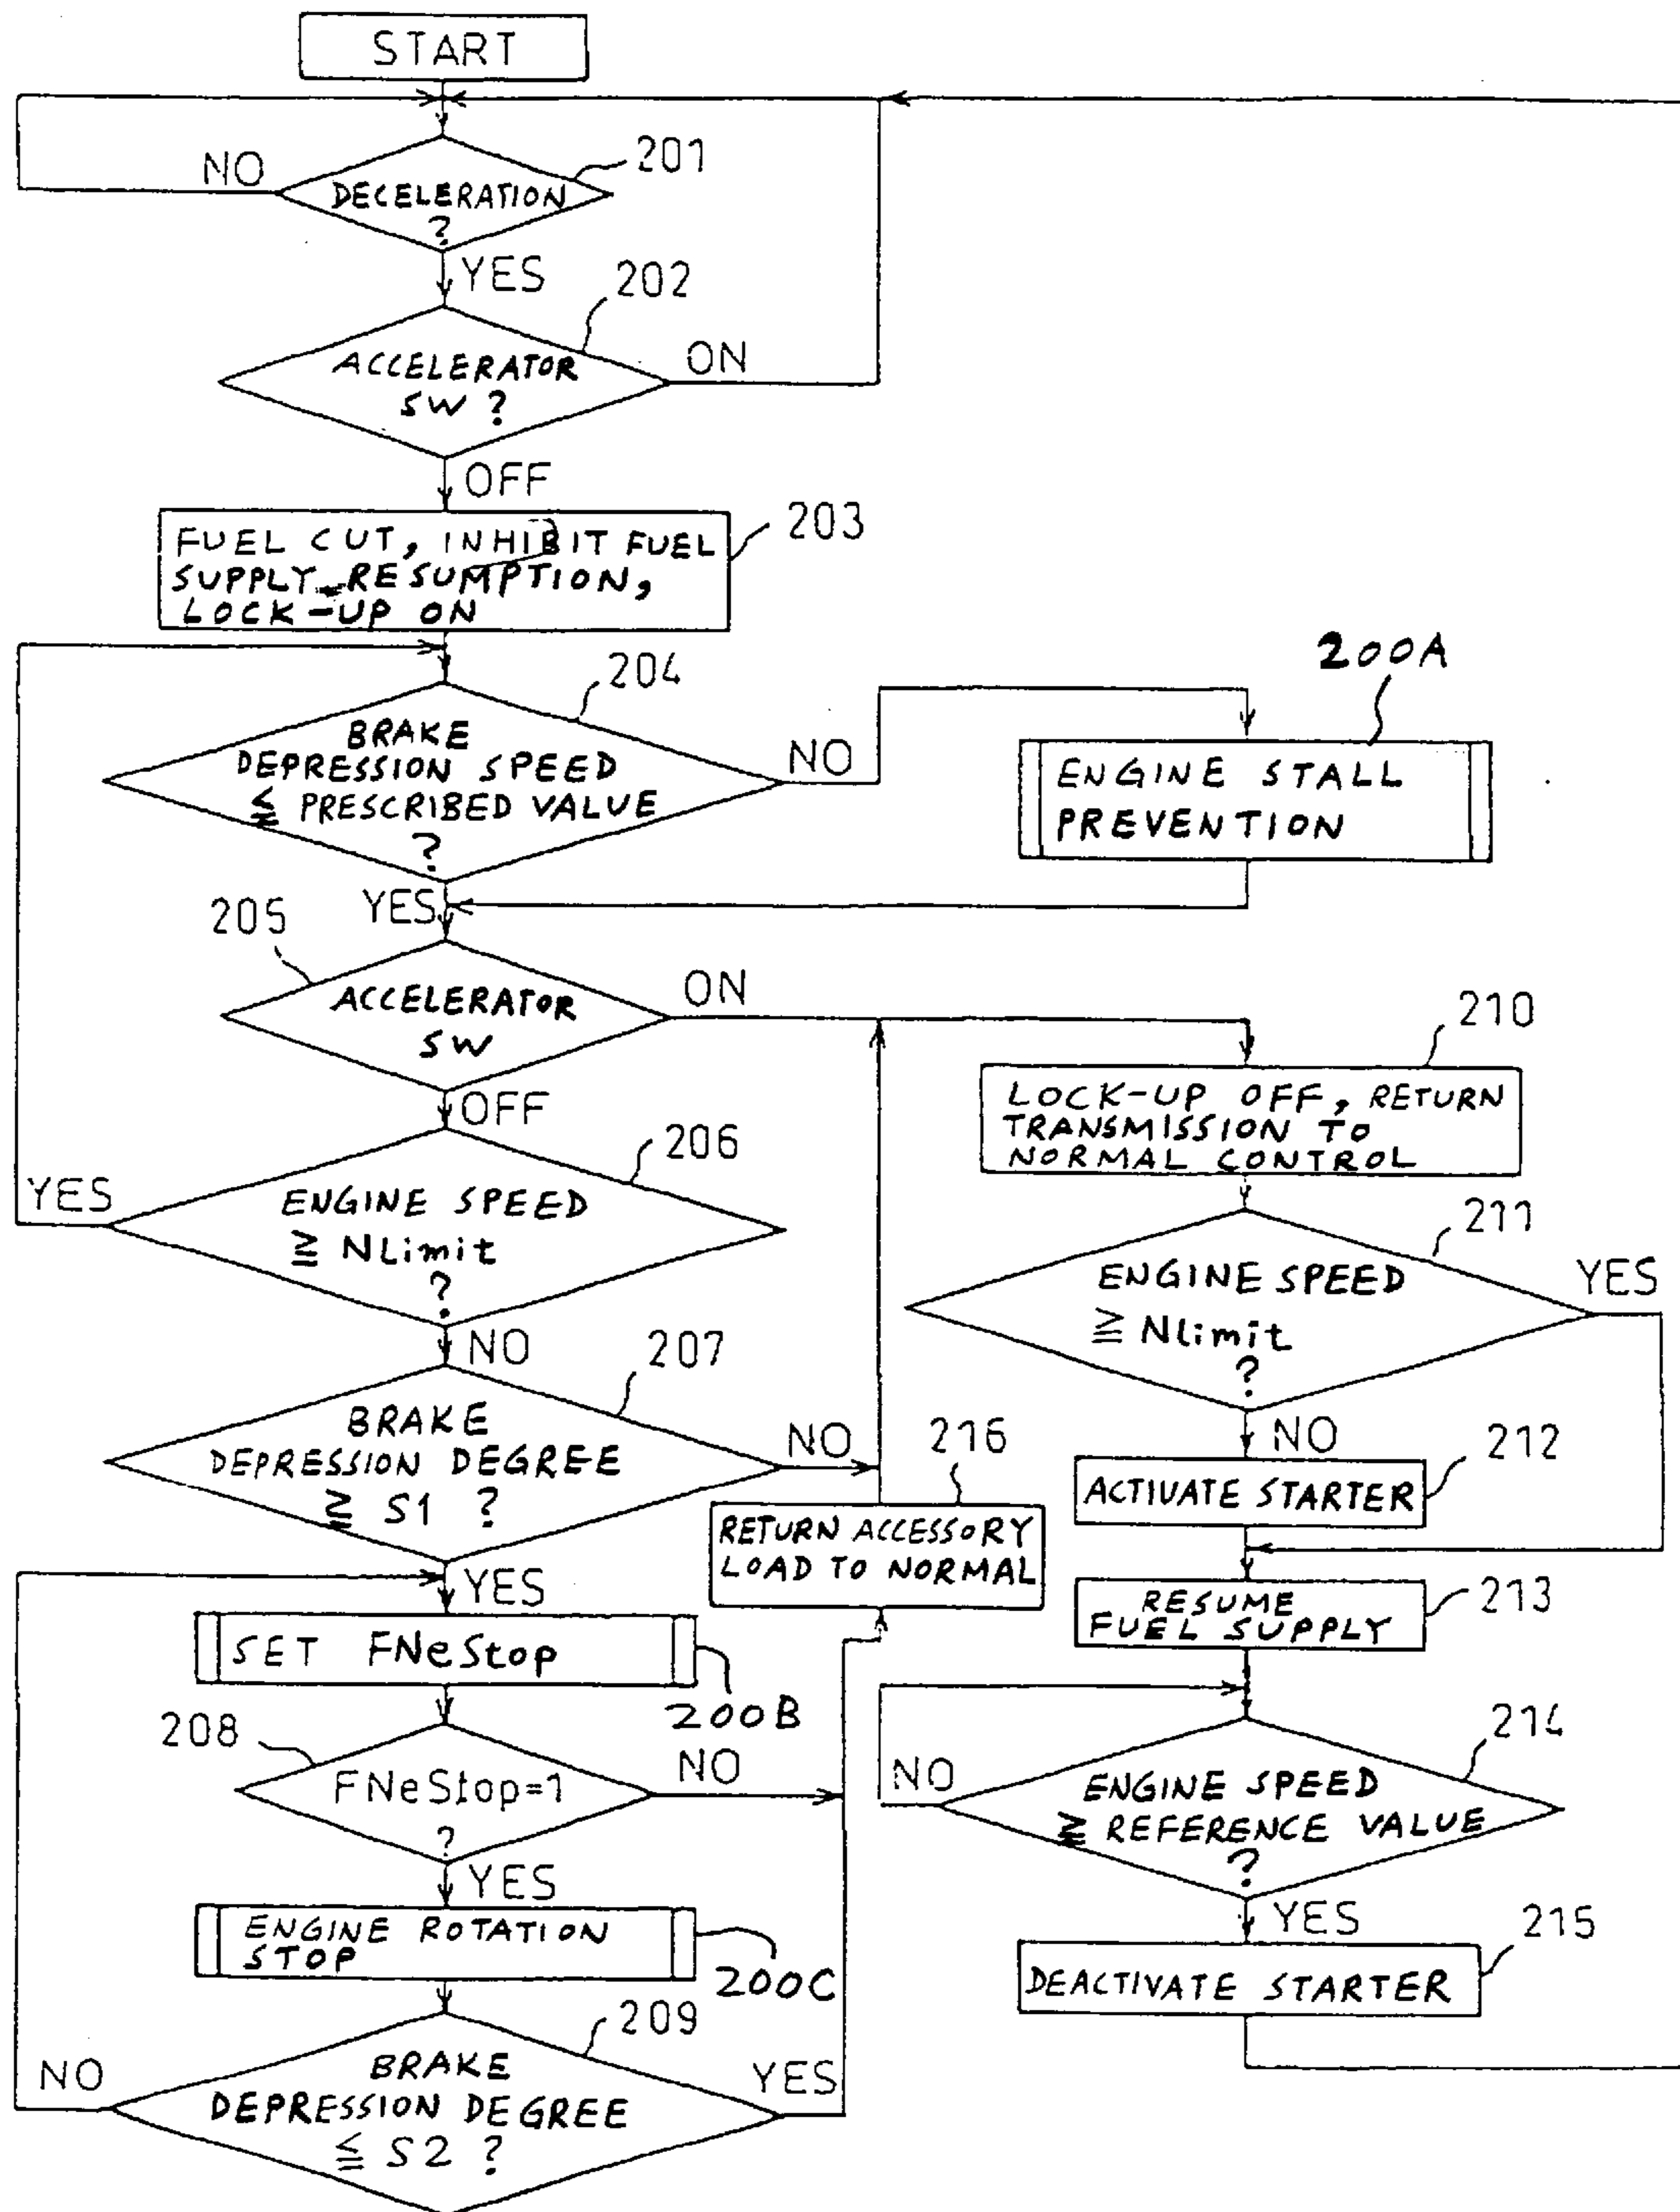 START
201
NO
DECELERATION
?
YES
202
ACCELERATOR
SW ?
ON
OFF
203
FUEL CUT, INHIBIT FUEL
SUPPLY RESUMPTION,
LOCK-UP ON
204
BRAKE
DEPRESSION SPEED
≦ PRESCRIBED VALUE
?
NO
200A
ENGINE STALL
PREVENTION
YES
205
ACCELERATOR
SW
ON
OFF
210
LOCK-UP OFF, RETURN
TRANSMISSION TO
NORMAL CONTROL
206
YES
ENGINE SPEED
≧ NLimit
?
NO
211
ENGINE SPEED
≧ NLimit
?
YES
NO
207
BRAKE
DEPRESSION DEGREE
≧ S1 ?
NO
YES
216
RETURN ACCESSORY
LOAD TO NORMAL
212
ACTIVATE STARTER
213
RESUME
FUEL SUPPLY
SET FNeStop
200B
208
FNeStop=1
?
NO
YES
214
NO
ENGINE SPEED
≧ REFERENCE VALUE
?
YES
ENGINE ROTATION
STOP
200C
215
DEACTIVATE STARTER
209
NO
BRAKE
DEPRESSION DEGREE
≦ S2 ?
YES